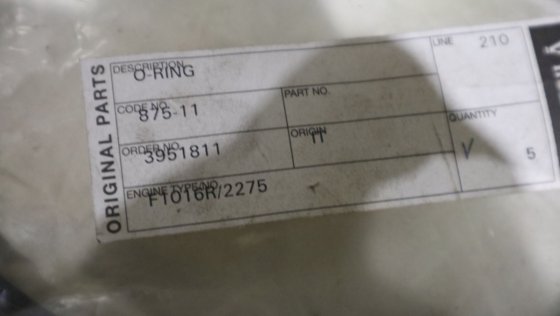 ORIGINAL PARTS
DESCRIPTION
O-RING
LINE 210
CODE NO.
875-11
PART NO.
ORDER NO.
3951811
ORIGIN
IT
QUANTITY
5
ENGINE TYPE/NO.
F1016R/2275